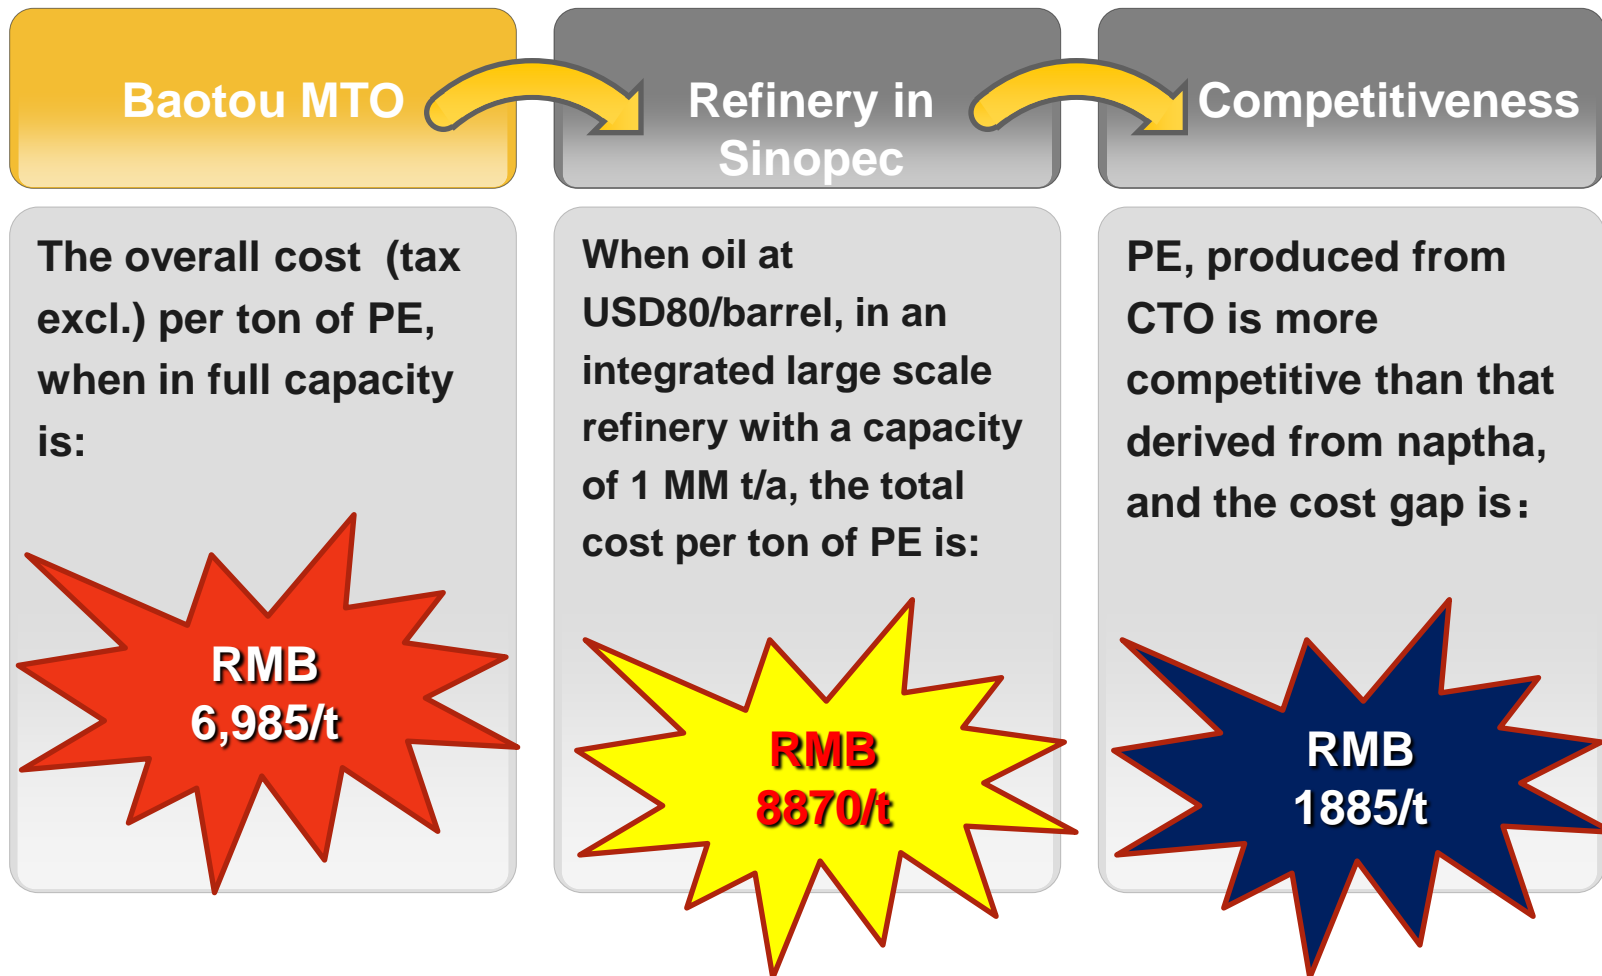 Baotou MTO
Refinery in
Sinopec
Competitiveness
The overall cost (tax
excl.) per ton of PE,
when in full capacity
is:
RMB
6,985/t
When oil at
USD80/barrel, in an
integrated large scale
refinery with a capacity
of 1 MM t/a, the total
cost per ton of PE is:
RMB
8870/t
PE, produced from
CTO is more
competitive than that
derived from naptha,
and the cost gap is：
RMB
1885/t